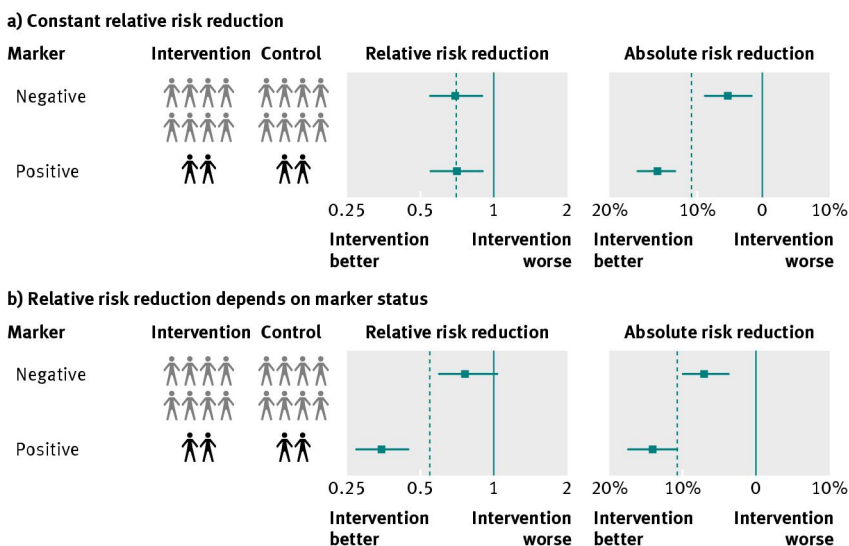 a) Constant relative risk reduction
Marker Intervention Control Relative risk reduction Absolute risk reduction
Negative
Positive
0.25 0.5 1 2 20% 10% 0 10%
Intervention better Intervention worse Intervention better Intervention worse
b) Relative risk reduction depends on marker status
Marker Intervention Control Relative risk reduction Absolute risk reduction
Negative
Positive
0.25 0.5 1 2 20% 10% 0 10%
Intervention better Intervention worse Intervention better Intervention worse